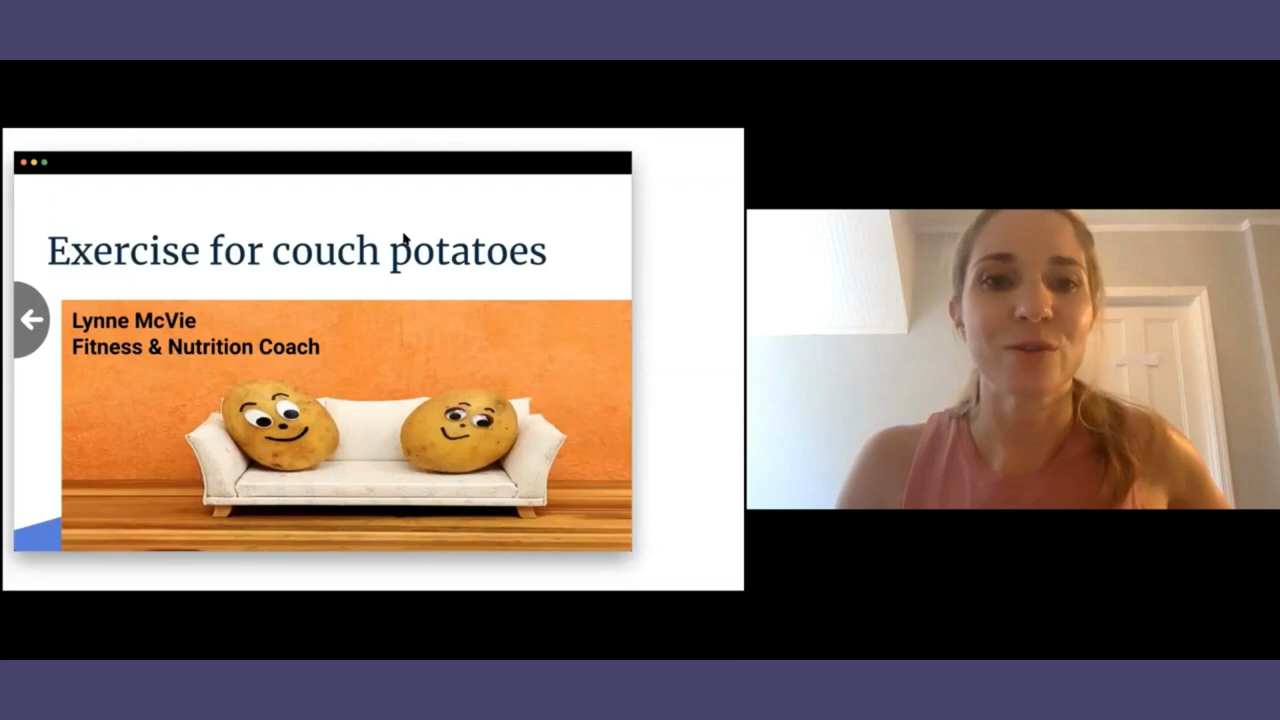 Exercise for couch potatoes
Lynne McVie
Fitness & Nutrition Coach